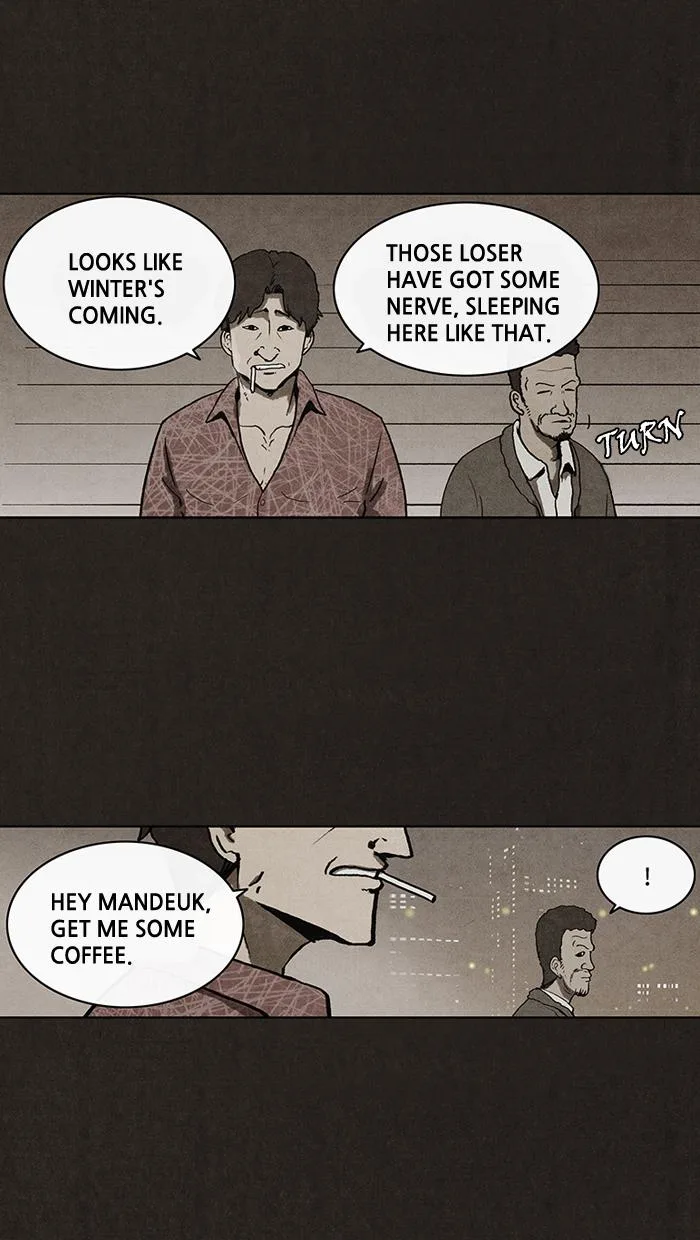 LOOKS LIKE
WINTER'S
COMING.
THOSE LOSER
HAVE GOT SOME
NERVE, SLEEPING
HERE LIKE THAT.
TURN
HEY MANDEUK,
GET ME SOME
COFFEE.
!